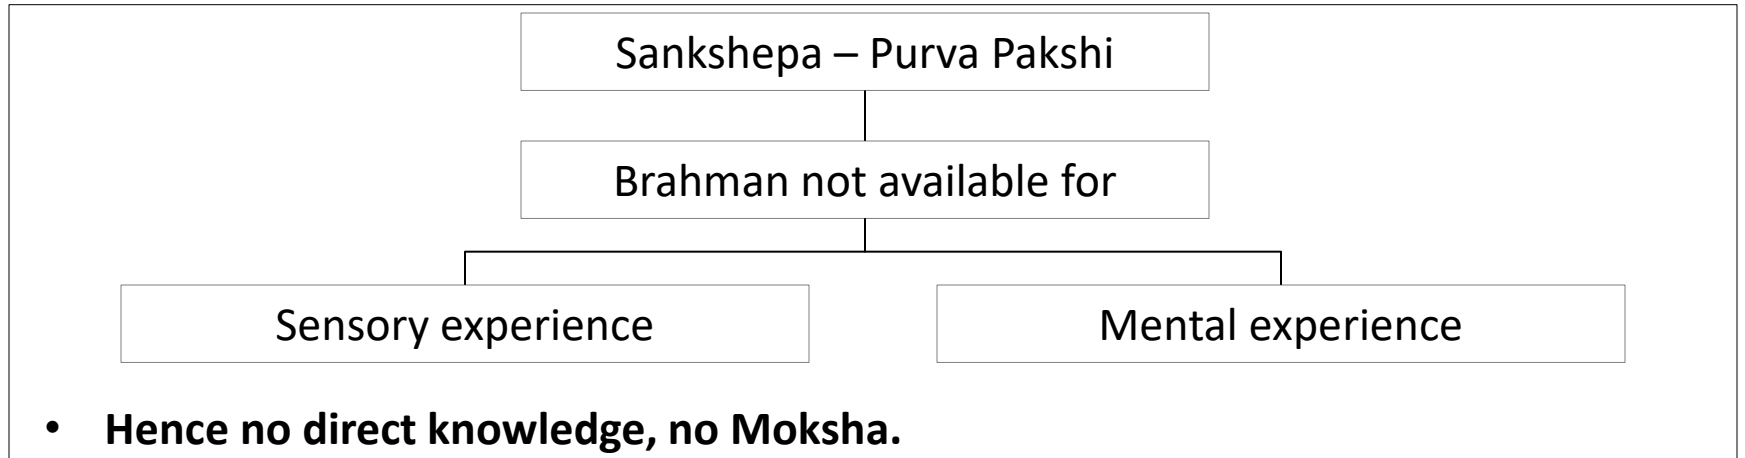 Sankshepa – Purva Pakshi
Brahman not available for
Sensory experience
Mental experience
• Hence no direct knowledge, no Moksha.